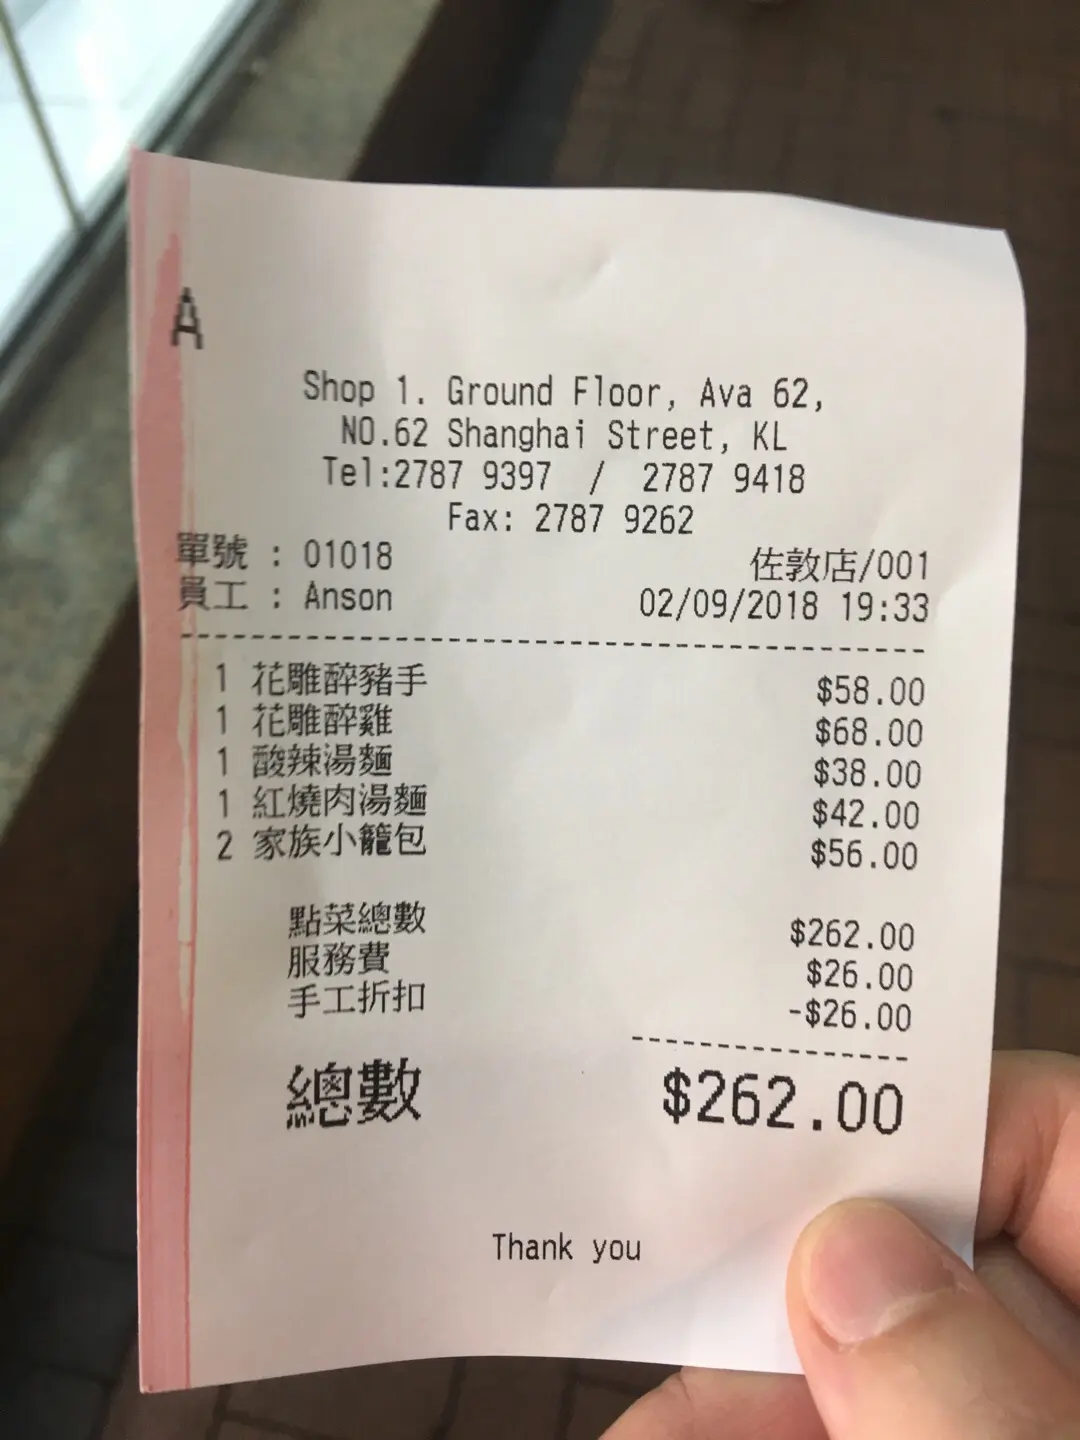 A
Shop 1. Ground Floor, Ava 62,
NO.62 Shanghai Street, KL
Tel:2787 9397 / 2787 9418
Fax: 2787 9262
單號 : 01018 佐敦店/001
員工 : Anson 02/09/2018 19:33
1 花雕醉豬手 $58.00
1 花雕醉雞 $68.00
1 酸辣湯麵 $38.00
1 紅燒肉湯麵 $42.00
2 家族小籠包 $56.00
點菜總數 $262.00
服務費 $26.00
手工折扣 -$26.00
總數 $262.00
Thank you